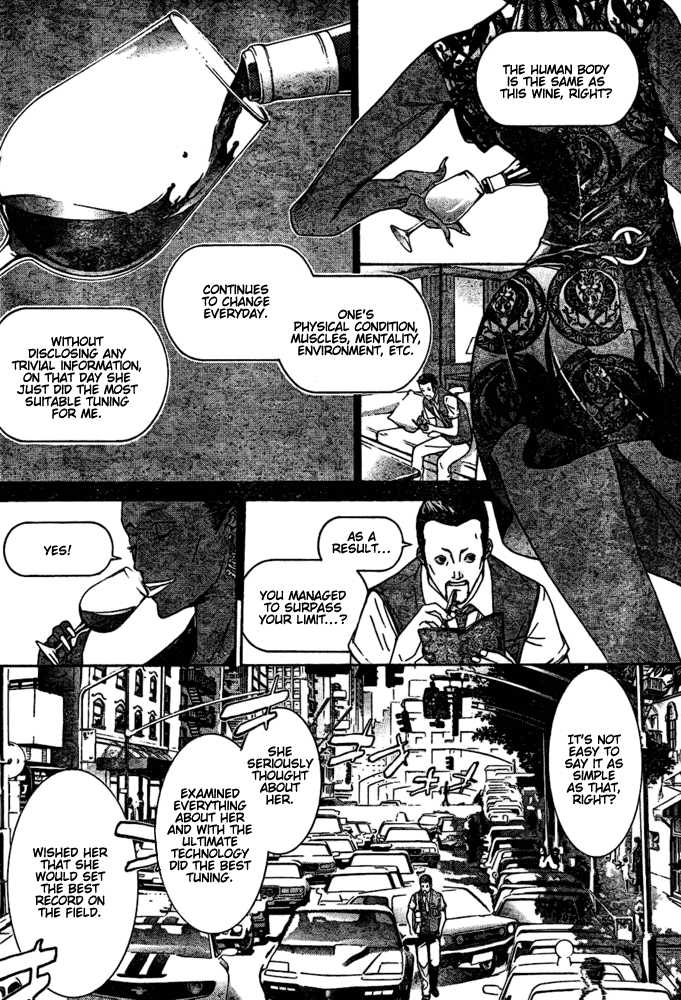 THE HUMAN BODY
IS THE SAME AS
THIS WINE, RIGHT?
ONE'S
PHYSICAL CONDITION,
MUSCLES, MENTALITY,
ENVIRONMENT, ETC.
CONTINUES
TO CHANGE
EVERYDAY.
WITHOUT
DISCLOSING ANY
TRIVIAL INFORMATION,
ON THAT DAY SHE
JUST DID THE MOST
SUITABLE TUNING
FOR ME.
AS A
RESULT...
YOU MANAGED
TO SURPASS
YOUR LIMIT...?
YES!
IT'S NOT
EASY TO
SAY IT AS
SIMPLE
AS THAT,
RIGHT?
SHE
SERIOUSLY
THOUGHT
ABOUT
HER.
EXAMINED
EVERYTHING
ABOUT HER
AND WITH THE
ULTIMATE
TECHNOLOGY
DID THE BEST
TUNING.
WISHED HER
THAT SHE
WOULD SET
THE BEST
RECORD ON
THE FIELD.